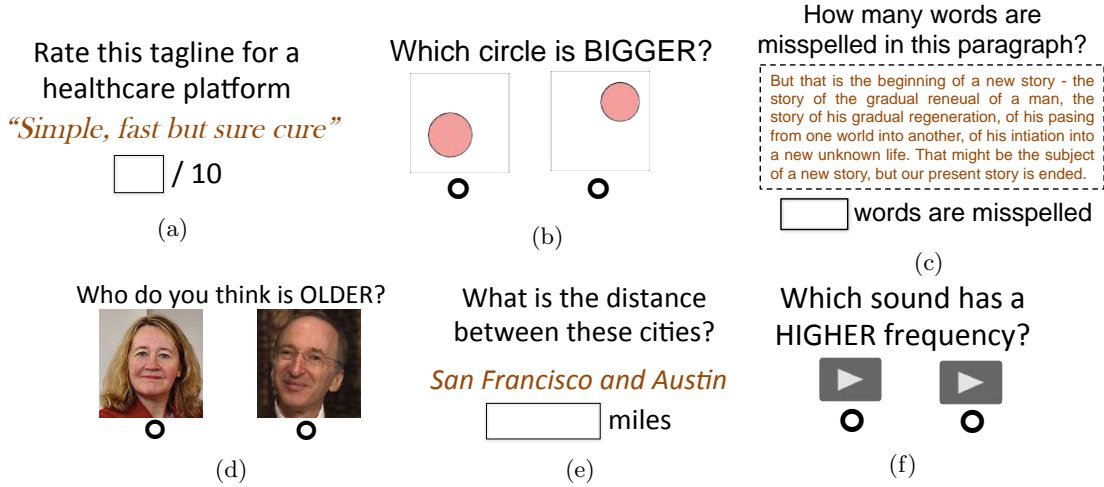 Rate this tagline for a
healthcare platform
“Simple, fast but sure cure”
/ 10
(a)
Which circle is BIGGER?
(b)
How many words are
misspelled in this paragraph?
But that is the beginning of a new story - the
story of the gradual reneual of a man, the
story of his gradual regeneration, of his pasing
from one world into another, of his intiation into
a new unknown life. That might be the subject
of a new story, but our present story is ended.
words are misspelled
(c)
Who do you think is OLDER?
(d)
What is the distance
between these cities?
San Francisco and Austin
miles
(e)
Which sound has a
HIGHER frequency?
(f)